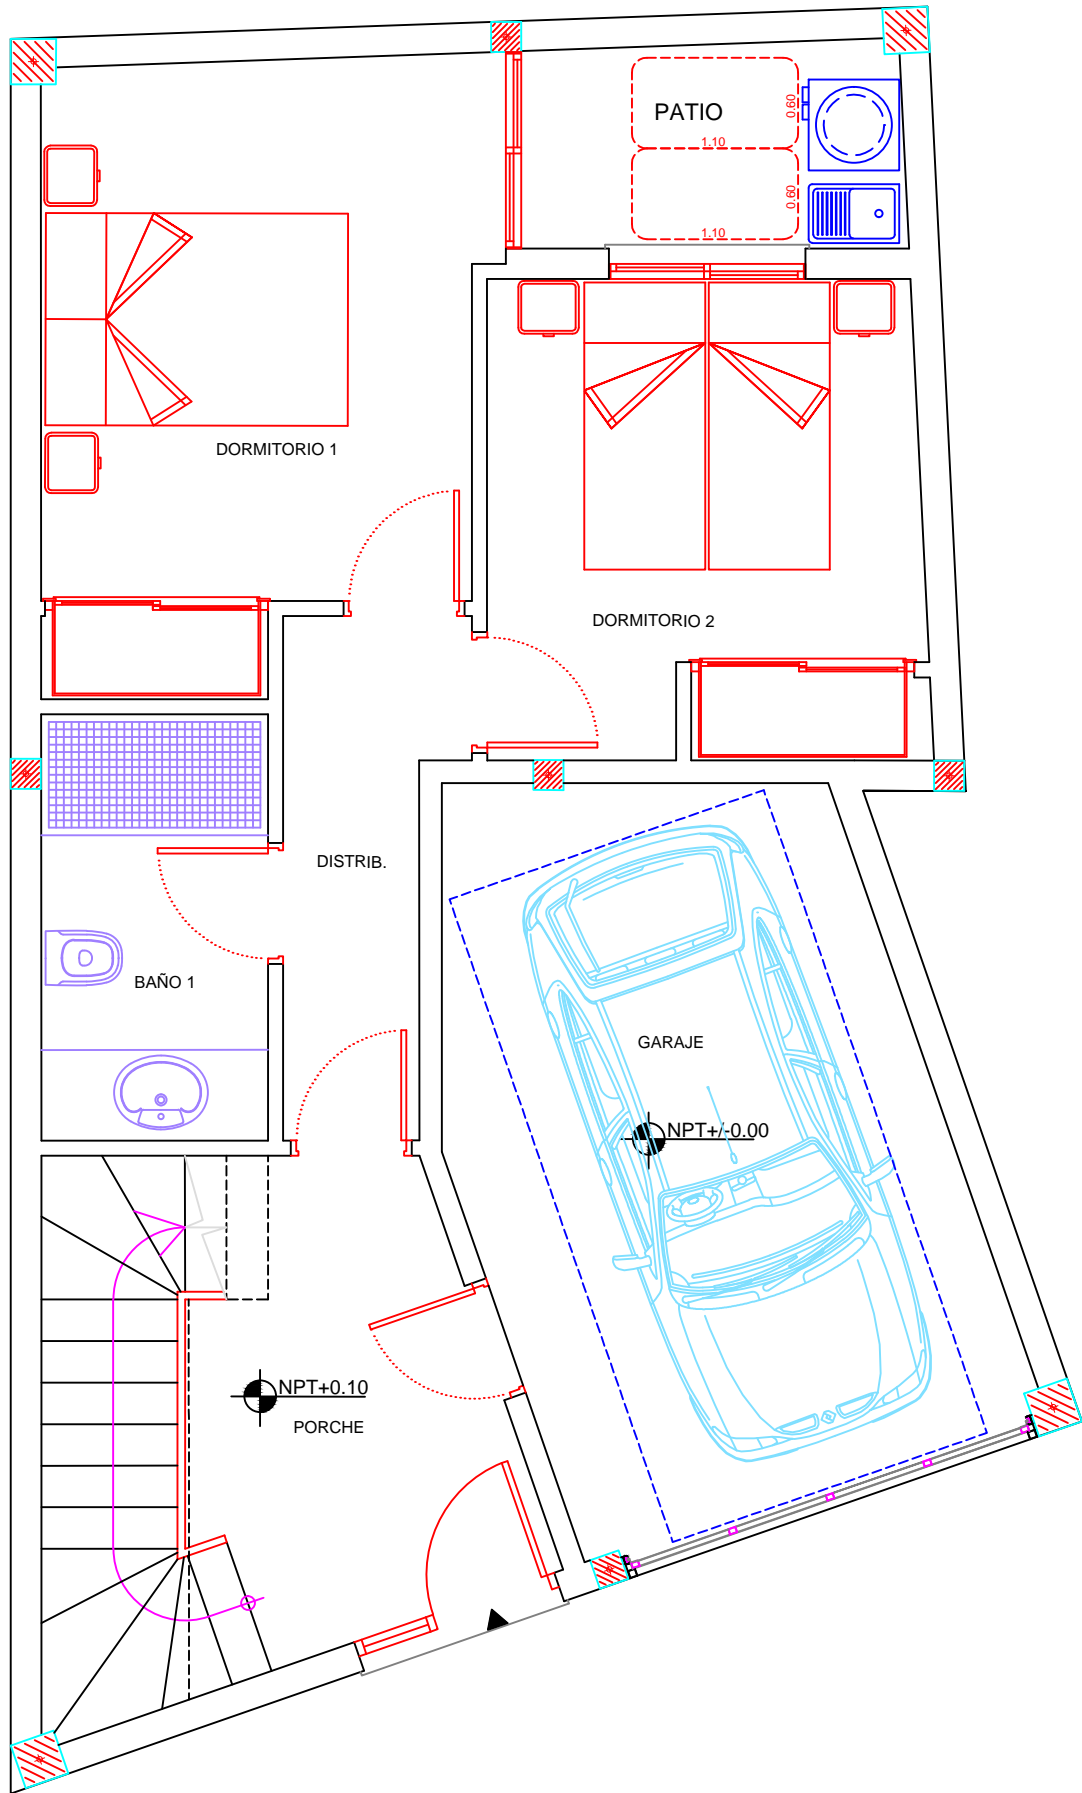 PATIO
0.60
1.10
0.60
1.10
DORMITORIO 1
DORMITORIO 2
DISTRIB.
BAÑO 1
GARAJE
NPT+/-0.00
NPT+0.10
PORCHE